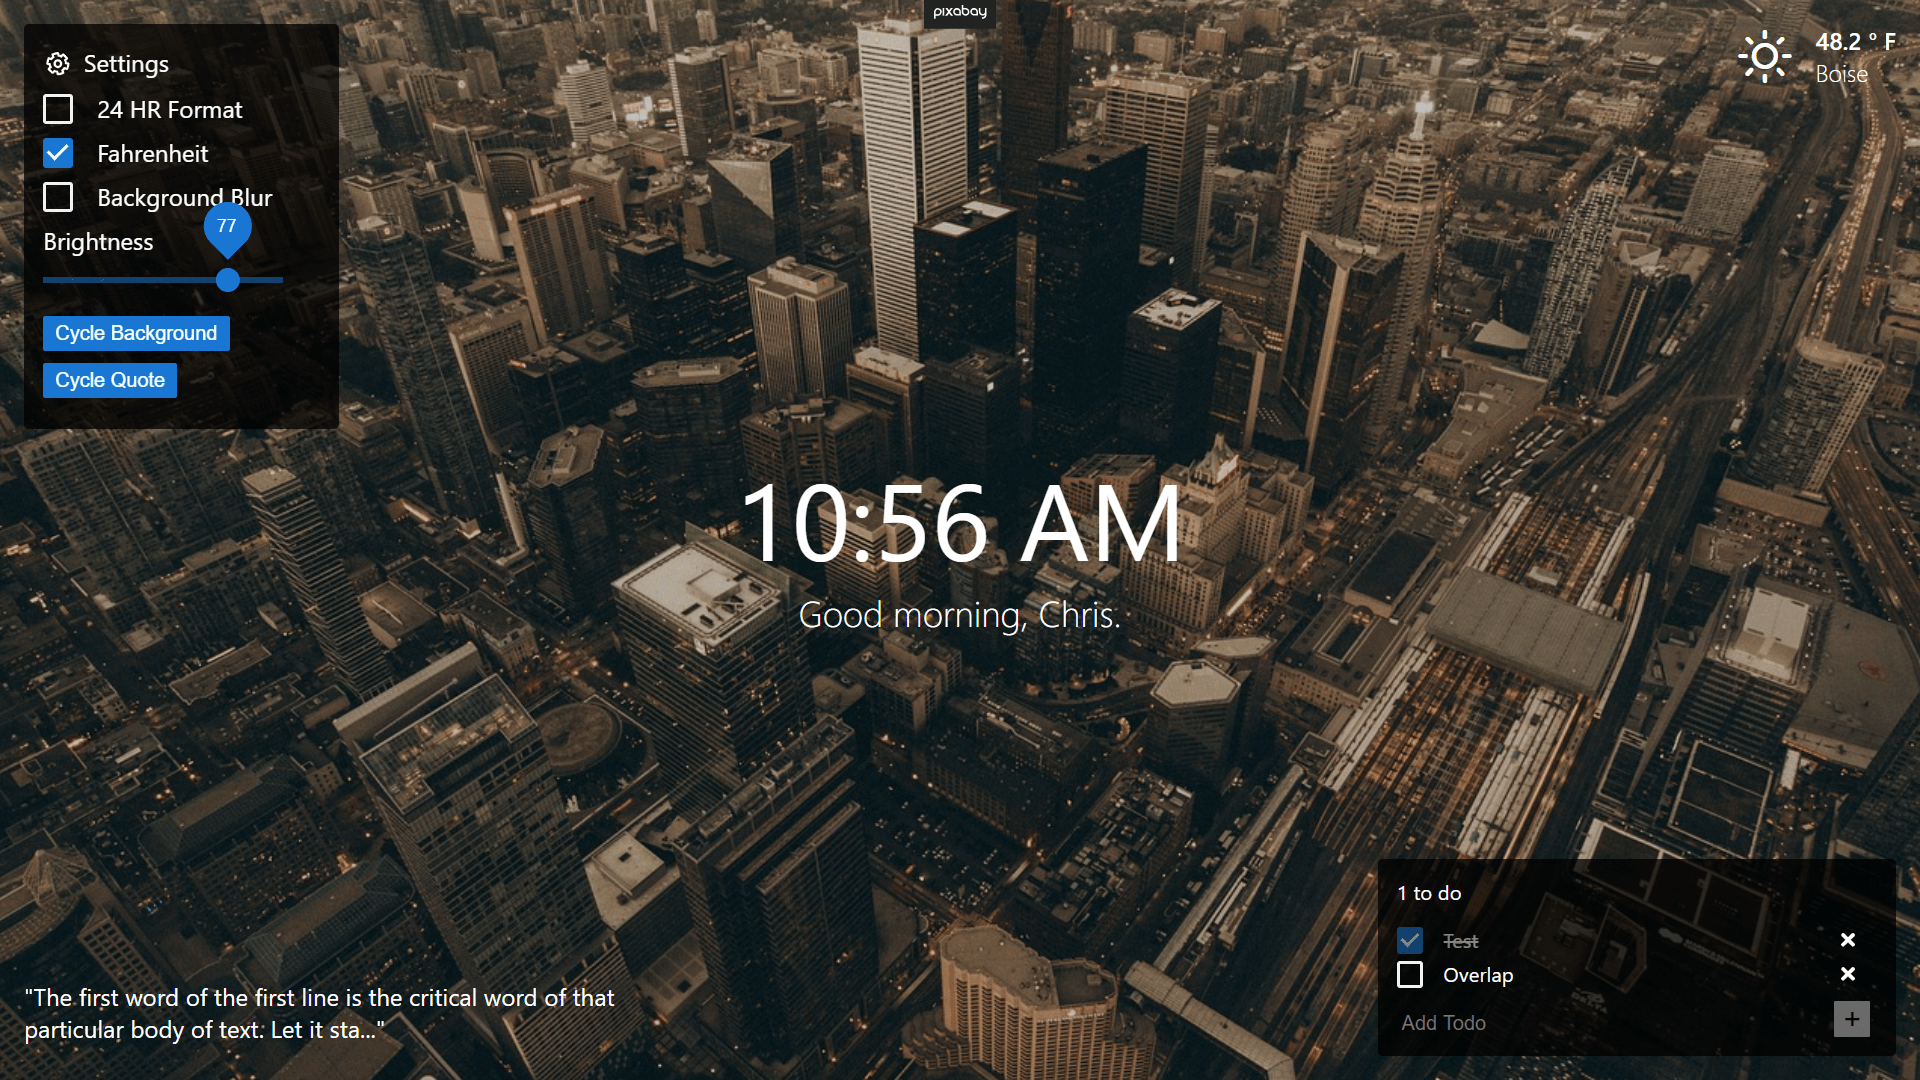 pixabay
Settings
24 HR Format
Fahrenheit
Background Blur
77
Brightness
Cycle Background
Cycle Quote
48.2 ° F
Boise
10:56 AM
Good morning, Chris.
"The first word of the first line is the critical word of that
particular body of text. Let it sta..."
1 to do
Test
Overlap
Add Todo
+